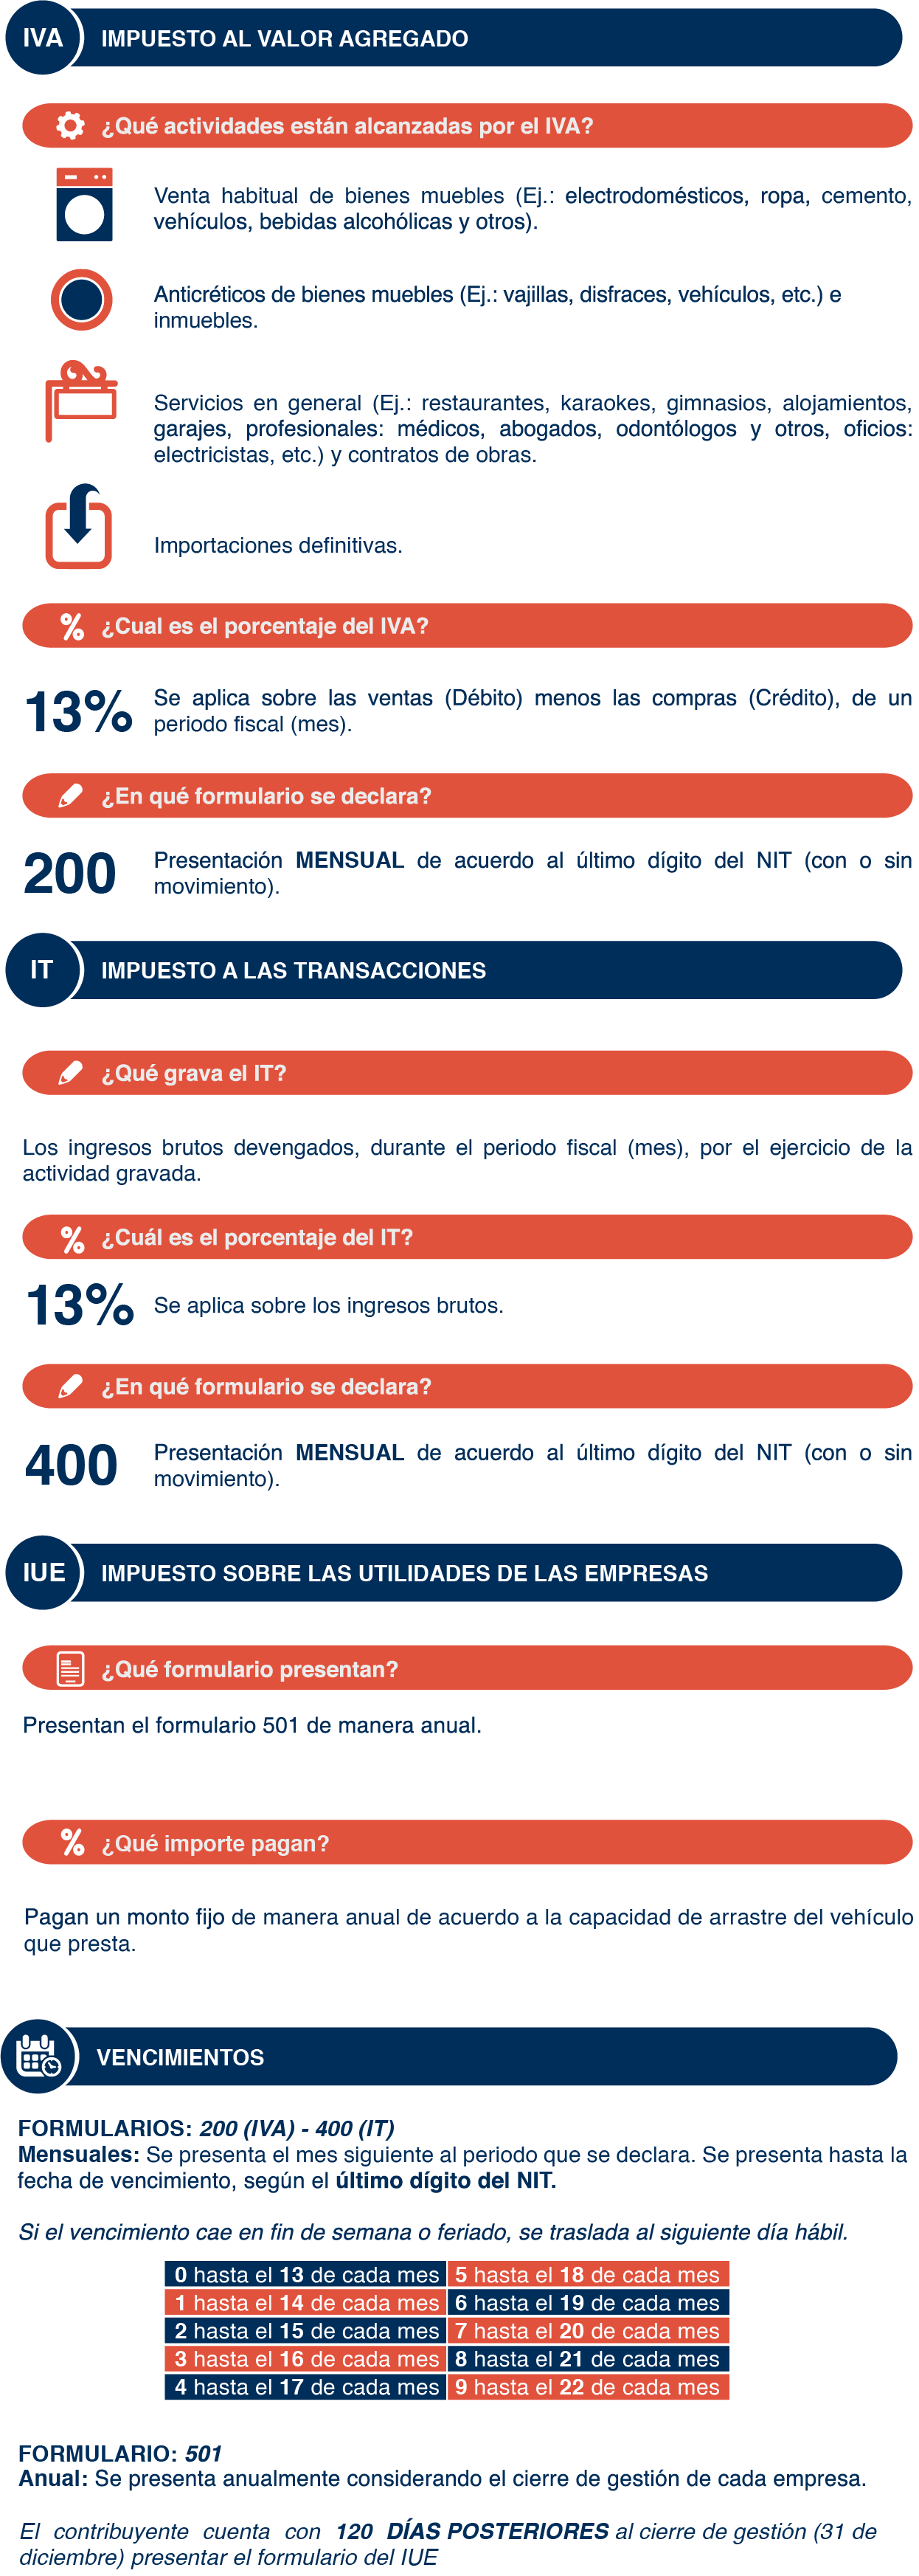 IVA IMPUESTO AL VALOR AGREGADO
¿Qué actividades están alcanzadas por el IVA?
Venta habitual de bienes muebles (Ej.: electrodomésticos, ropa, cemento,
vehículos, bebidas alcohólicas y otros).
Anticréticos de bienes muebles (Ej.: vajillas, disfraces, vehículos, etc.) e
inmuebles.
Servicios en general (Ej.: restaurantes, karaokes, gimnasios, alojamientos,
garajes, profesionales: médicos, abogados, odontólogos y otros, oficios:
electricistas, etc.) y contratos de obras.
Importaciones definitivas.
% ¿Cual es el porcentaje del IVA?
13% Se aplica sobre las ventas (Débito) menos las compras (Crédito), de un
periodo fiscal (mes).
¿En qué formulario se declara?
200 Presentación MENSUAL de acuerdo al último dígito del NIT (con o sin
movimiento).
IT IMPUESTO A LAS TRANSACCIONES
¿Qué grava el IT?
Los ingresos brutos devengados, durante el periodo fiscal (mes), por el ejercicio de la
actividad gravada.
% ¿Cuál es el porcentaje del IT?
13% Se aplica sobre los ingresos brutos.
¿En qué formulario se declara?
400 Presentación MENSUAL de acuerdo al último dígito del NIT (con o sin
movimiento).
IUE IMPUESTO SOBRE LAS UTILIDADES DE LAS EMPRESAS
¿Qué formulario presentan?
Presentan el formulario 501 de manera anual.
% ¿Qué importe pagan?
Pagan un monto fijo de manera anual de acuerdo a la capacidad de arrastre del vehículo
que presta.
VENCIMIENTOS
FORMULARIOS: 200 (IVA) - 400 (IT)
Mensuales: Se presenta el mes siguiente al periodo que se declara. Se presenta hasta la
fecha de vencimiento, según el último dígito del NIT.
Si el vencimiento cae en fin de semana o feriado, se traslada al siguiente día hábil.
0 hasta el 13 de cada mes 5 hasta el 18 de cada mes
1 hasta el 14 de cada mes 6 hasta el 19 de cada mes
2 hasta el 15 de cada mes 7 hasta el 20 de cada mes
3 hasta el 16 de cada mes 8 hasta el 21 de cada mes
4 hasta el 17 de cada mes 9 hasta el 22 de cada mes
FORMULARIO: 501
Anual: Se presenta anualmente considerando el cierre de gestión de cada empresa.
El contribuyente cuenta con 120 DÍAS POSTERIORES al cierre de gestión (31 de
diciembre) presentar el formulario del IUE